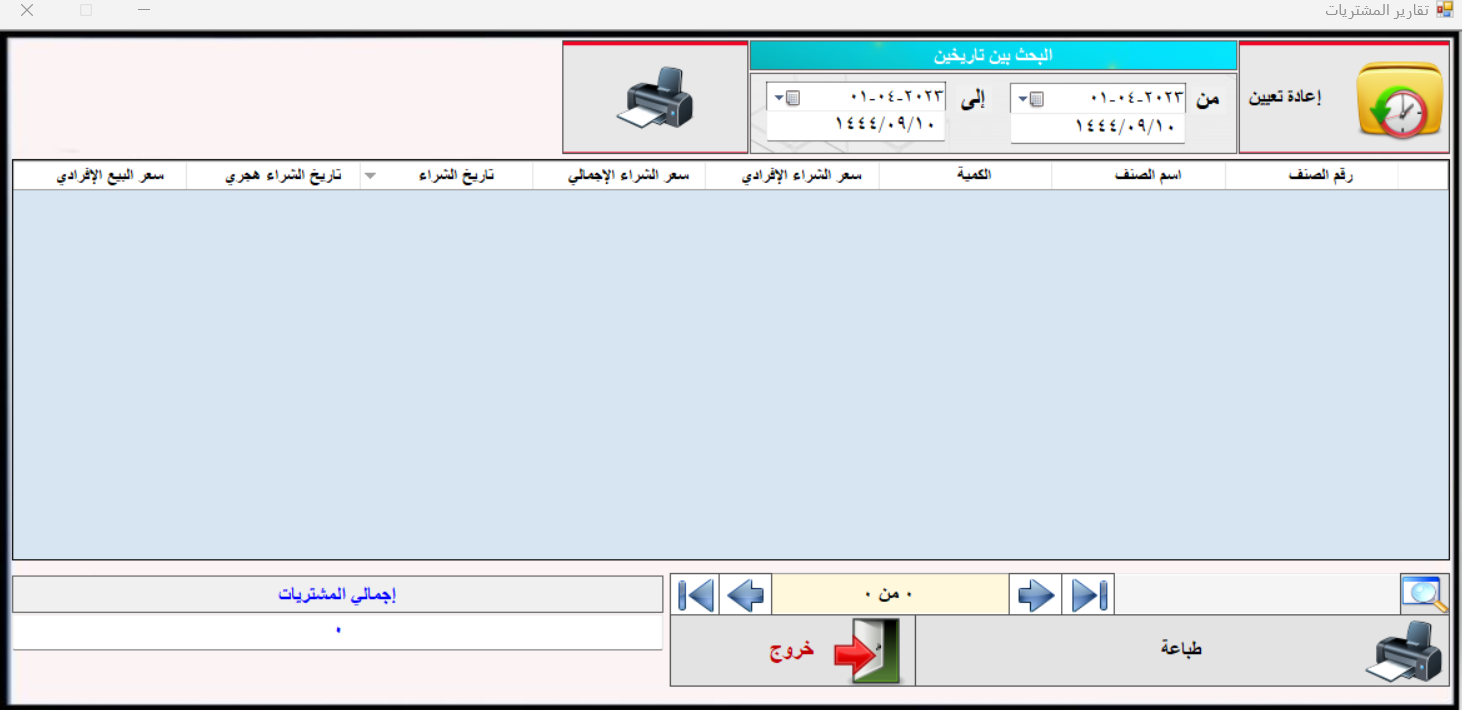 تقارير المشتريات
البحث بين تاريخين
إعادة تعيين
من
٢٠٢٣-٠٤-٠١
١٤٤٤/٠٩/١٠
إلى
٢٠٢٣-٠٤-٠١
١٤٤٤/٠٩/١٠
رقم الصنف
اسم الصنف
الكمية
سعر الشراء الإفرادي
سعر الشراء الإجمالي
تاريخ الشراء
تاريخ الشراء هجري
سعر البيع الإفرادي
٠ من ٠
إجمالي المشتريات
٠
طباعة
خروج